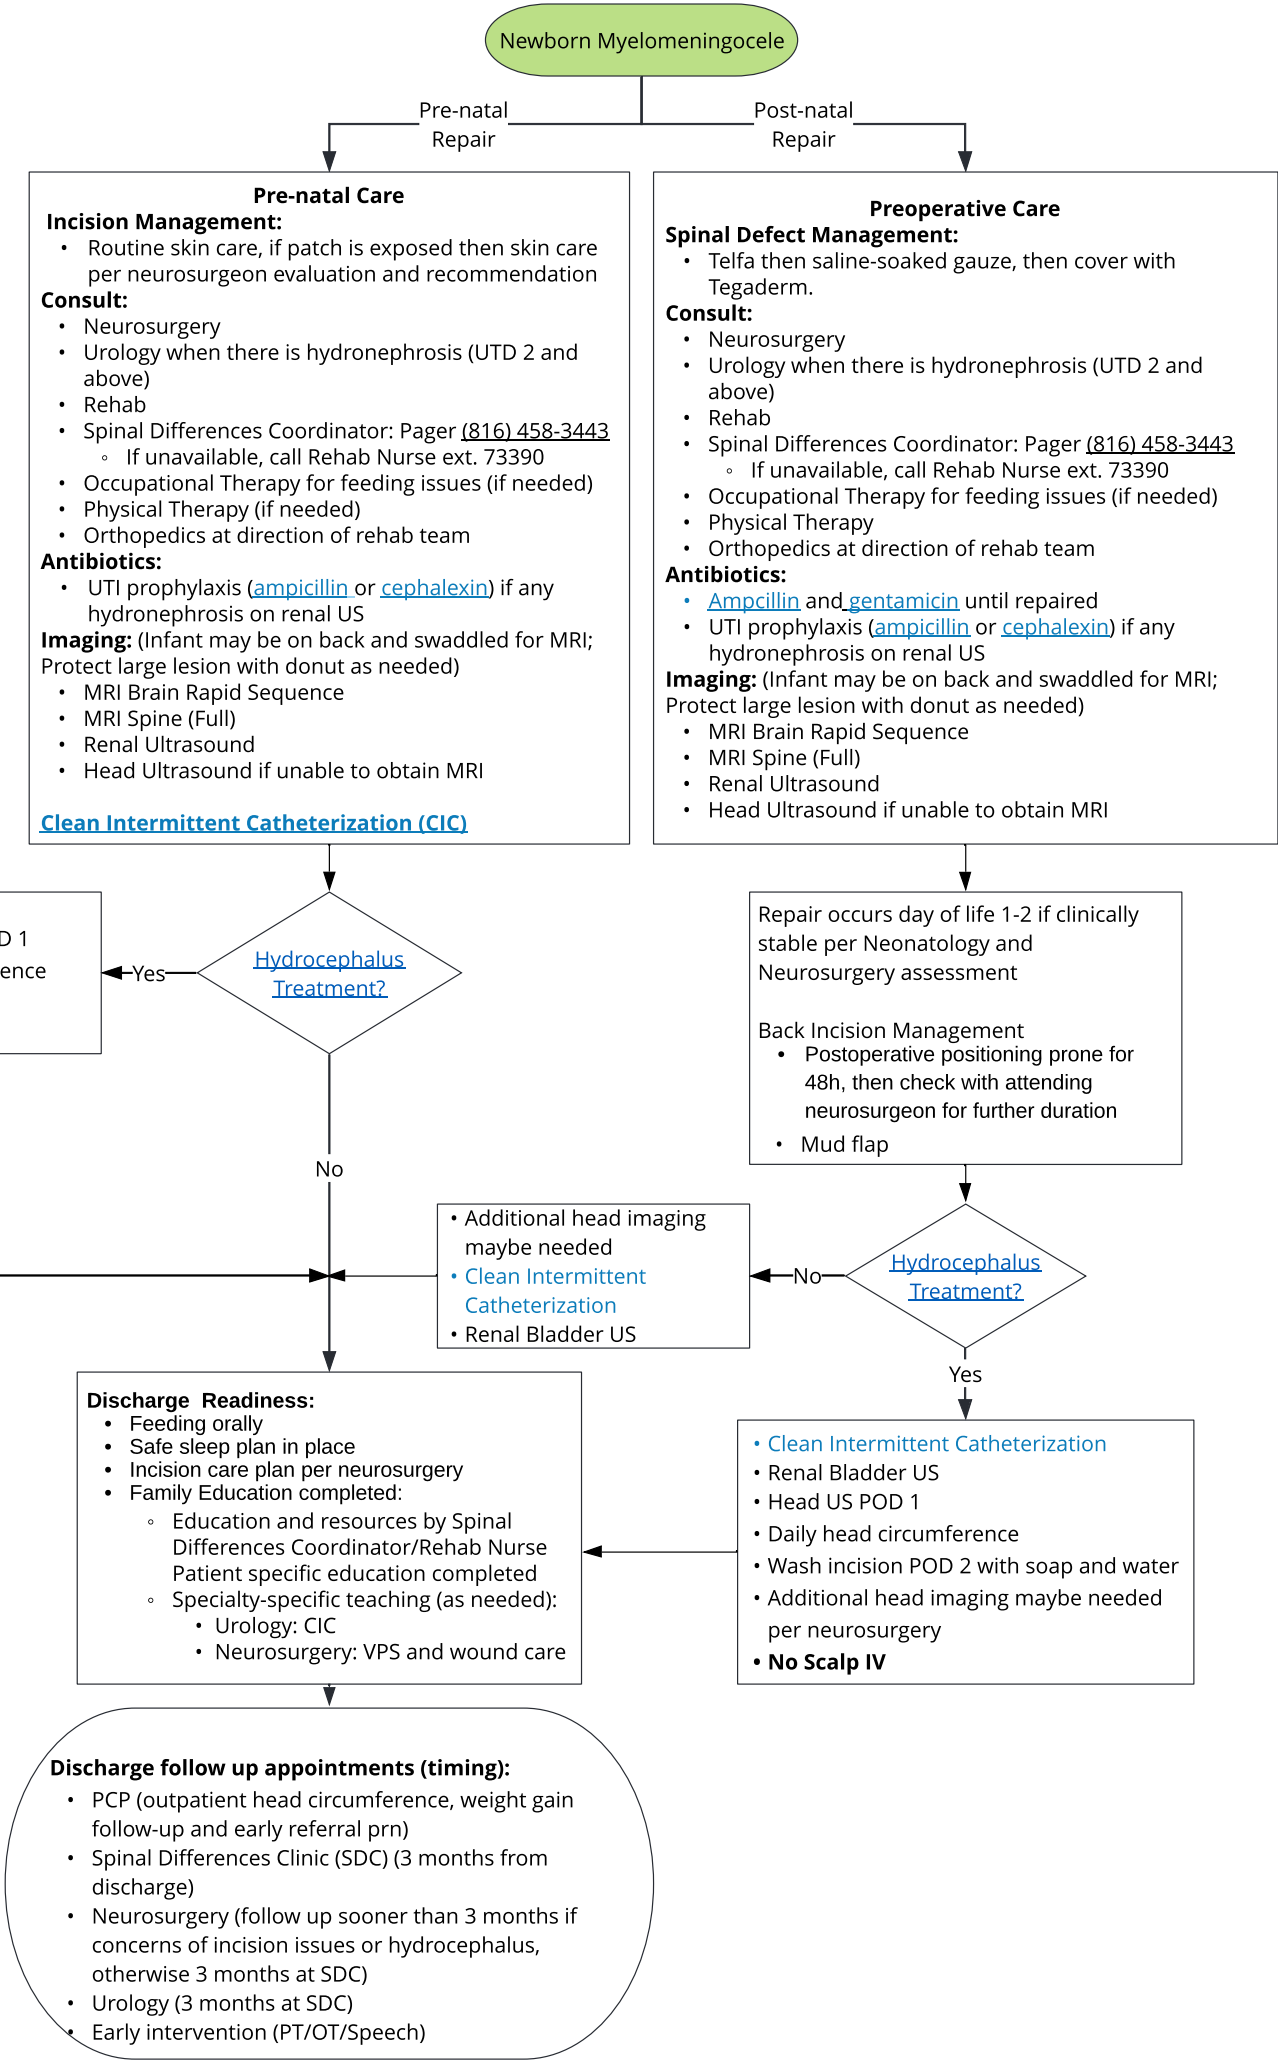 Newborn Myelomeningocele
Pre-natal
Repair
Post-natal
Repair
Pre-natal Care
Incision Management:
• Routine skin care, if patch is exposed then skin care
per neurosurgeon evaluation and recommendation
Consult:
• Neurosurgery
• Urology when there is hydronephrosis (UTD 2 and
above)
• Rehab
• Spinal Differences Coordinator: Pager (816) 458-3443
◦ If unavailable, call Rehab Nurse ext. 73390
• Occupational Therapy for feeding issues (if needed)
• Physical Therapy (if needed)
• Orthopedics at direction of rehab team
Antibiotics:
• UTI prophylaxis (ampicillin or cephalexin) if any
hydronephrosis on renal US
Imaging: (Infant may be on back and swaddled for MRI;
Protect large lesion with donut as needed)
• MRI Brain Rapid Sequence
• MRI Spine (Full)
• Renal Ultrasound
• Head Ultrasound if unable to obtain MRI
Clean Intermittent Catheterization (CIC)
Preoperative Care
Spinal Defect Management:
• Telfa then saline-soaked gauze, then cover with
Tegaderm.
Consult:
• Neurosurgery
• Urology when there is hydronephrosis (UTD 2 and
above)
• Rehab
• Spinal Differences Coordinator: Pager (816) 458-3443
◦ If unavailable, call Rehab Nurse ext. 73390
• Occupational Therapy for feeding issues (if needed)
• Physical Therapy
• Orthopedics at direction of rehab team
Antibiotics:
• Ampcillin and gentamicin until repaired
• UTI prophylaxis (ampicillin or cephalexin) if any
hydronephrosis on renal US
Imaging: (Infant may be on back and swaddled for MRI;
Protect large lesion with donut as needed)
• MRI Brain Rapid Sequence
• MRI Spine (Full)
• Renal Ultrasound
• Head Ultrasound if unable to obtain MRI
D 1
ence
Yes
Hydrocephalus
Treatment?
No
Repair occurs day of life 1-2 if clinically
stable per Neonatology and
Neurosurgery assessment
Back Incision Management
• Postoperative positioning prone for
48h, then check with attending
neurosurgeon for further duration
• Mud flap
Hydrocephalus
Treatment?
No
• Additional head imaging
maybe needed
• Clean Intermittent
Catheterization
• Renal Bladder US
Yes
• Clean Intermittent Catheterization
• Renal Bladder US
• Head US POD 1
• Daily head circumference
• Wash incision POD 2 with soap and water
• Additional head imaging maybe needed
per neurosurgery
• No Scalp IV
Discharge Readiness:
• Feeding orally
• Safe sleep plan in place
• Incision care plan per neurosurgery
• Family Education completed:
◦ Education and resources by Spinal
Differences Coordinator/Rehab Nurse
Patient specific education completed
◦ Specialty-specific teaching (as needed):
• Urology: CIC
• Neurosurgery: VPS and wound care
Discharge follow up appointments (timing):
• PCP (outpatient head circumference, weight gain
follow-up and early referral prn)
• Spinal Differences Clinic (SDC) (3 months from
discharge)
• Neurosurgery (follow up sooner than 3 months if
concerns of incision issues or hydrocephalus,
otherwise 3 months at SDC)
• Urology (3 months at SDC)
• Early intervention (PT/OT/Speech)